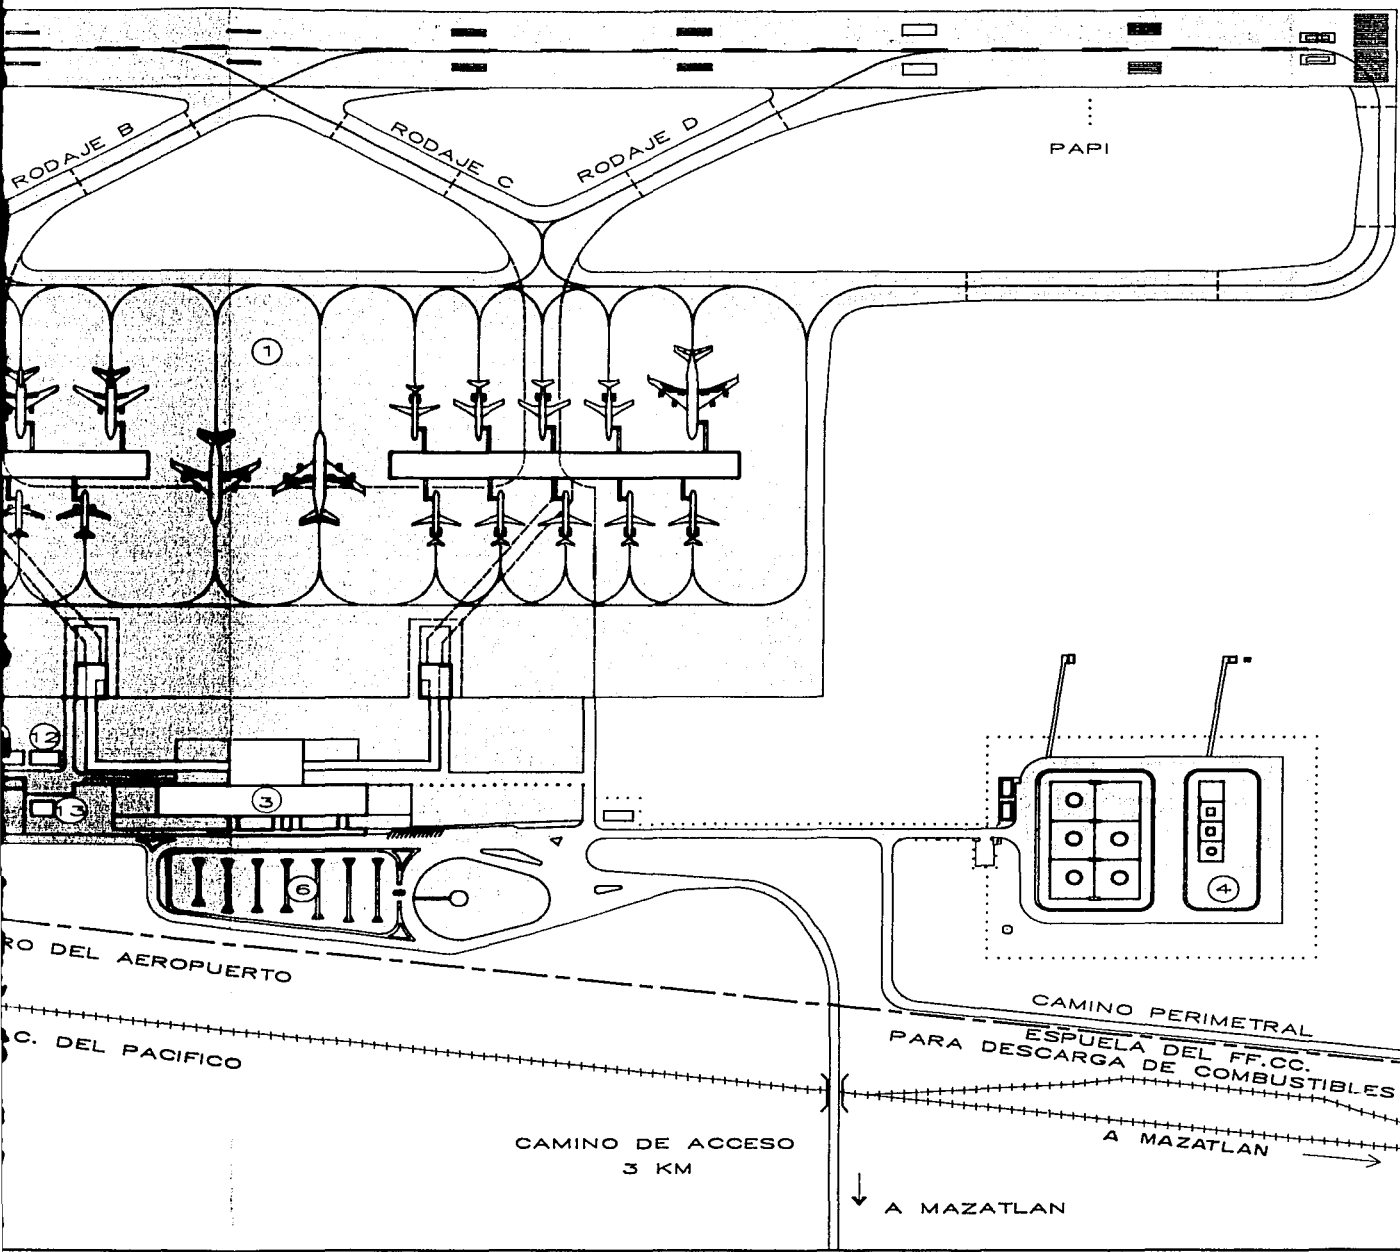 RODAJE B
RODAJE C
RODAJE D
PAPI
1
12
13
3
6
4
RO DEL AEROPUERTO
C. DEL PACIFICO
CAMINO PERIMETRAL
ESPUELA DEL FF.CC.
PARA DESCARGA DE COMBUSTIBLES
A MAZATLAN
CAMINO DE ACCESO
3 KM
A MAZATLAN